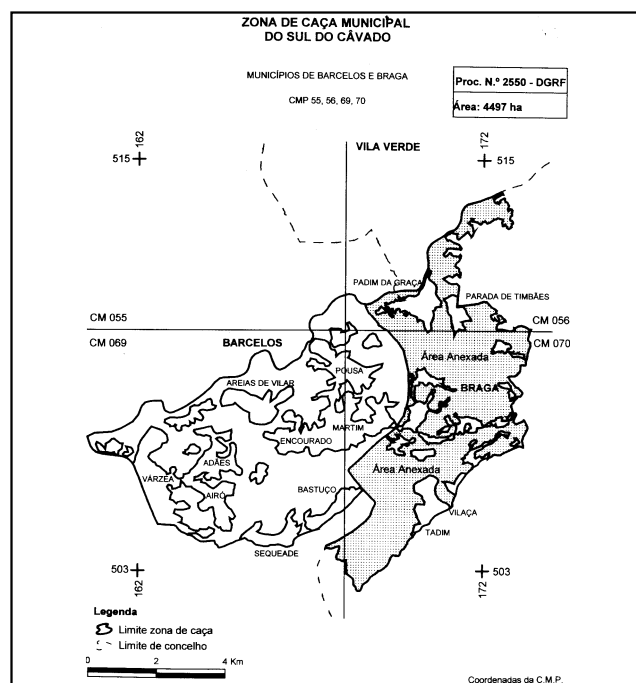 ZONA DE CAÇA MUNICIPAL
DO SUL DO CÂVADO
MUNICÍPIOS DE BARCELOS E BRAGA
CMP 55, 56, 69, 70
Proc. N.º 2550 - DGRF
Área: 4497 ha
162
172
515
VILA VERDE
515
PADIM DA GRAÇA
PARADA DE TIMBÃES
CM 055
CM 056
CM 069
BARCELOS
CM 070
Área Anexada
POUSA
AREIAS DE VILAR
BRAGA
MARTIM
ENCOURADO
ADÃES
Área Anexada
VÁRZEA
AIRÓ
BASTUÇO
VILAÇA
TADIM
SEQUEADE
503
503
162
172
Legenda
Limite zona de caça
Limite de concelho
0 2 4 Km
Coordenadas da C.M.P.